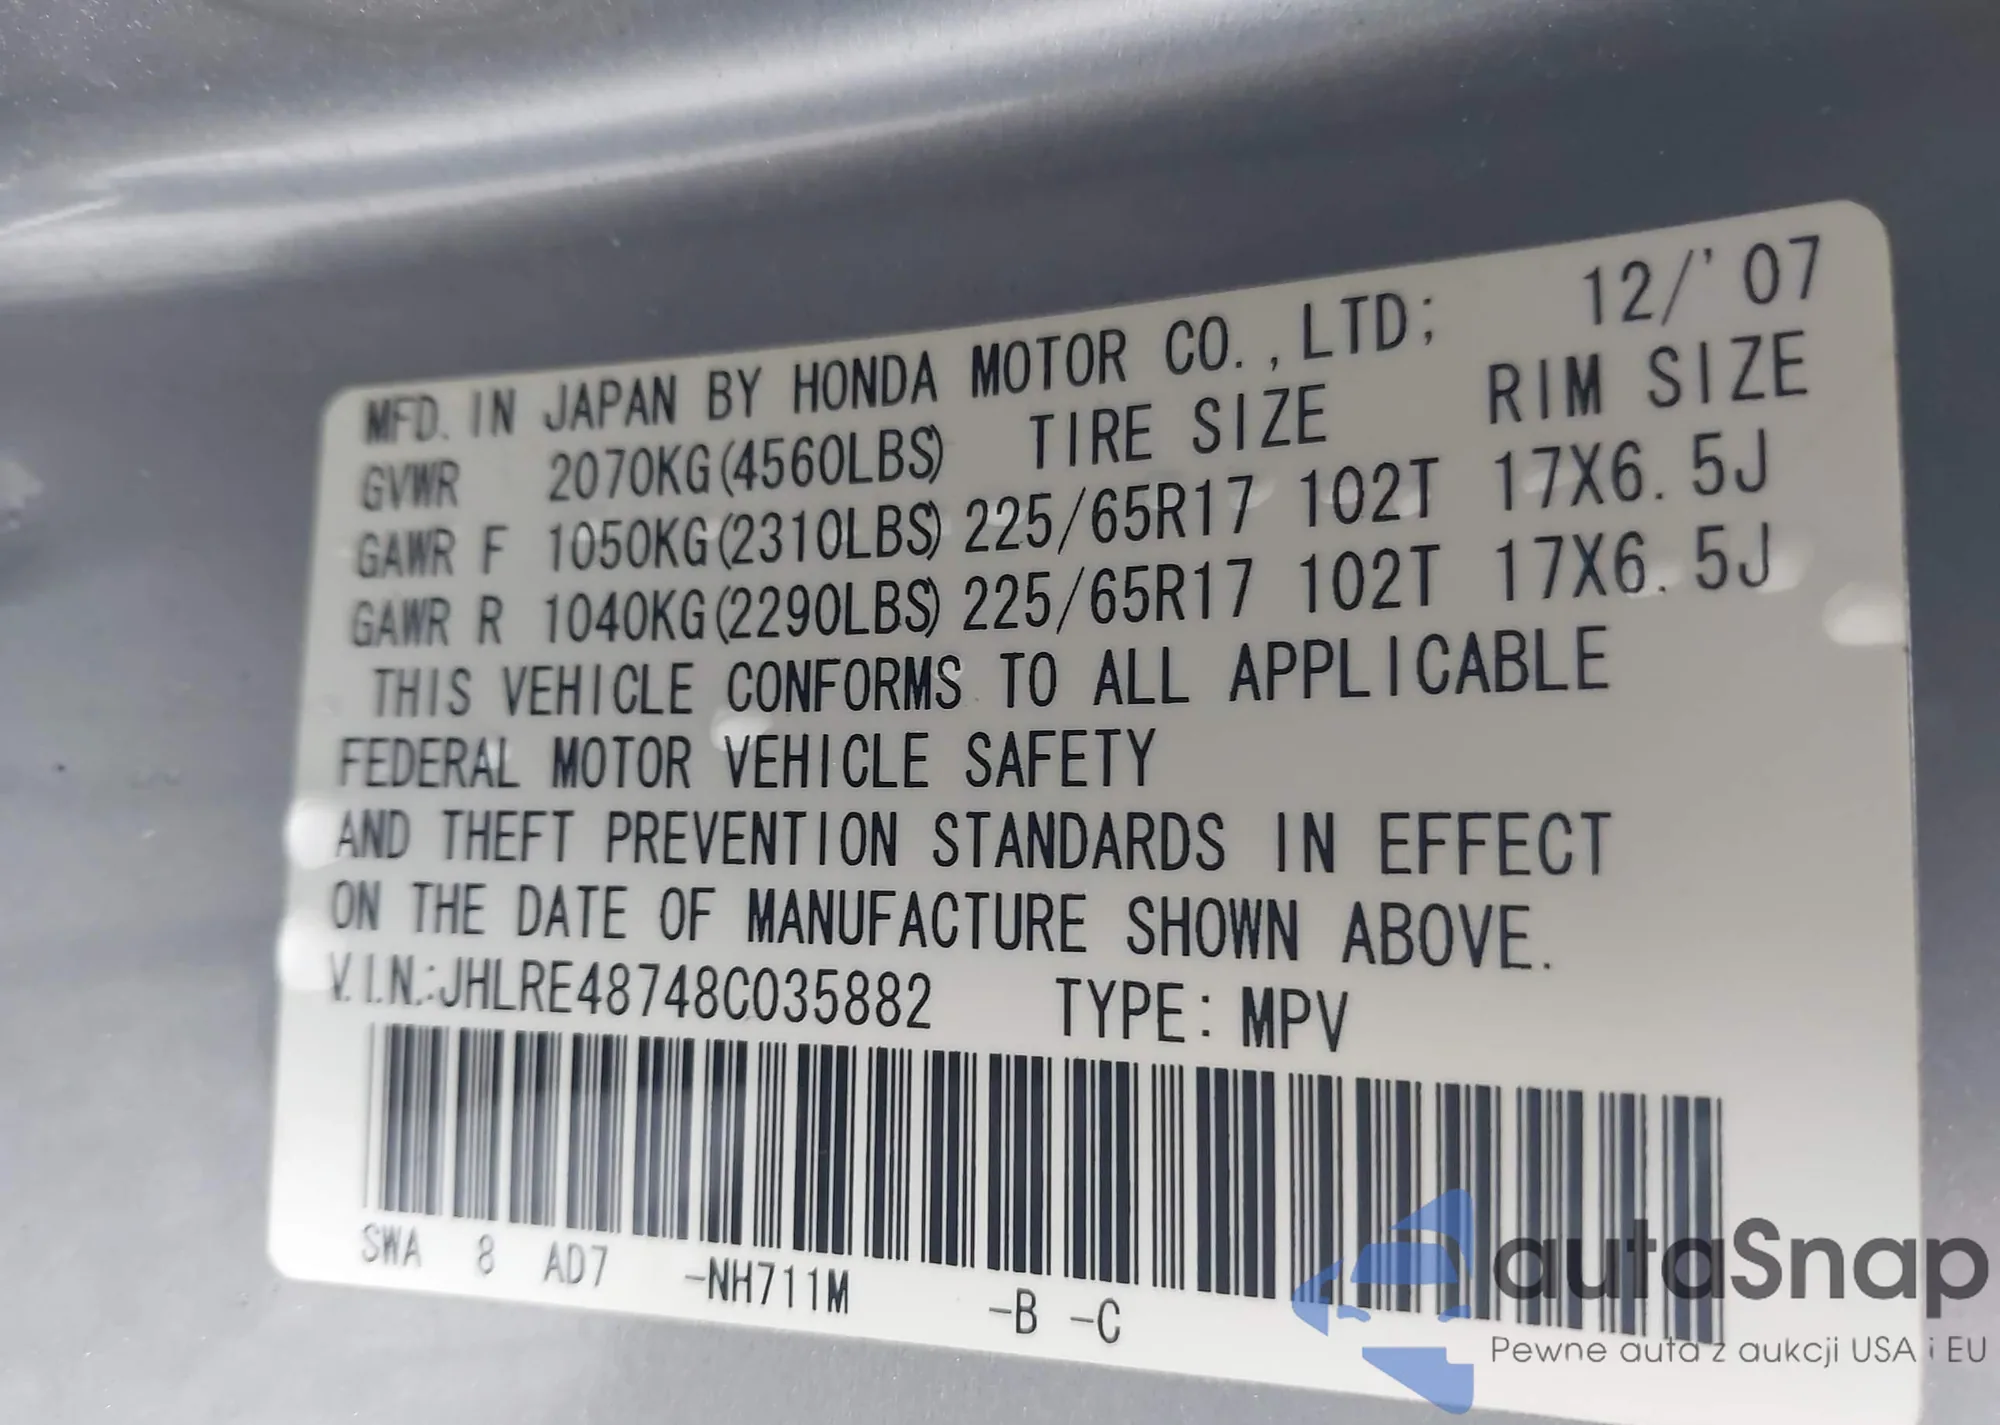 MFD. IN JAPAN BY HONDA MOTOR CO.,LTD; 12/'07
GVWR 2070KG(4560LBS) TIRE SIZE RIM SIZE
GAWR F 1050KG(2310LBS) 225/65R17 102T 17X6.5J
GAWR R 1040KG(2290LBS) 225/65R17 102T 17X6.5J
THIS VEHICLE CONFORMS TO ALL APPLICABLE
FEDERAL MOTOR VEHICLE SAFETY
AND THEFT PREVENTION STANDARDS IN EFFECT
ON THE DATE OF MANUFACTURE SHOWN ABOVE.
V.I.N.:JHLRE48748C035882 TYPE: MPV
SWA 8 AD7 -NH711M -B -C
autaSnap
Pewne auta z aukcji USA i EU